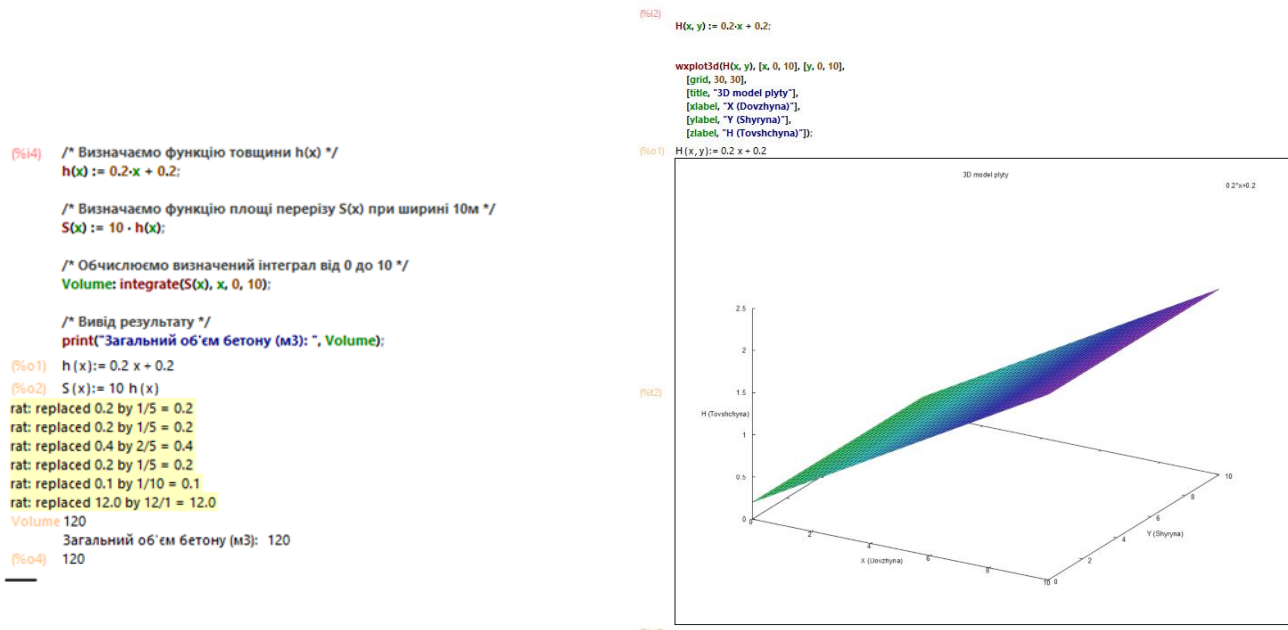 (%i4) /* Визначаємо функцію товщини h(x) */
h(x) := 0.2·x + 0.2;
/* Визначаємо функцію площі перерізу S(x) при ширині 10м */
S(x) := 10 · h(x);
/* Обчислюємо визначений інтеграл від 0 до 10 */
Volume: integrate(S(x), x, 0, 10);
/* Вивід результату */
print("Загальний об'єм бетону (м3): ", Volume);
(%o1) h(x):= 0.2 x + 0.2
(%o2) S(x):= 10 h(x)
rat: replaced 0.2 by 1/5 = 0.2
rat: replaced 0.2 by 1/5 = 0.2
rat: replaced 0.4 by 2/5 = 0.4
rat: replaced 0.2 by 1/5 = 0.2
rat: replaced 0.1 by 1/10 = 0.1
rat: replaced 12.0 by 12/1 = 12.0
Volume 120
Загальний об'єм бетону (м3): 120
(%o4) 120
(%i2)
H(x, y) := 0.2·x + 0.2;
wxplot3d(H(x, y), [x, 0, 10], [y, 0, 10],
[grid, 30, 30],
[title, "3D model plyty"],
[xlabel, "X (Dovzhyna)"],
[ylabel, "Y (Shyryna)"],
[zlabel, "H (Tovshchyna)"]);
(%o1) H(x,y):= 0.2 x + 0.2
3D model plyty
0.2*x+0.2
2.5
2
1.5
(%t2)
H (Tovshchyna)
1
0.5
0
0
2
4
6
8
10
X (Dovzhyna)
0
2
4
6
8
10
Y (Shyryna)